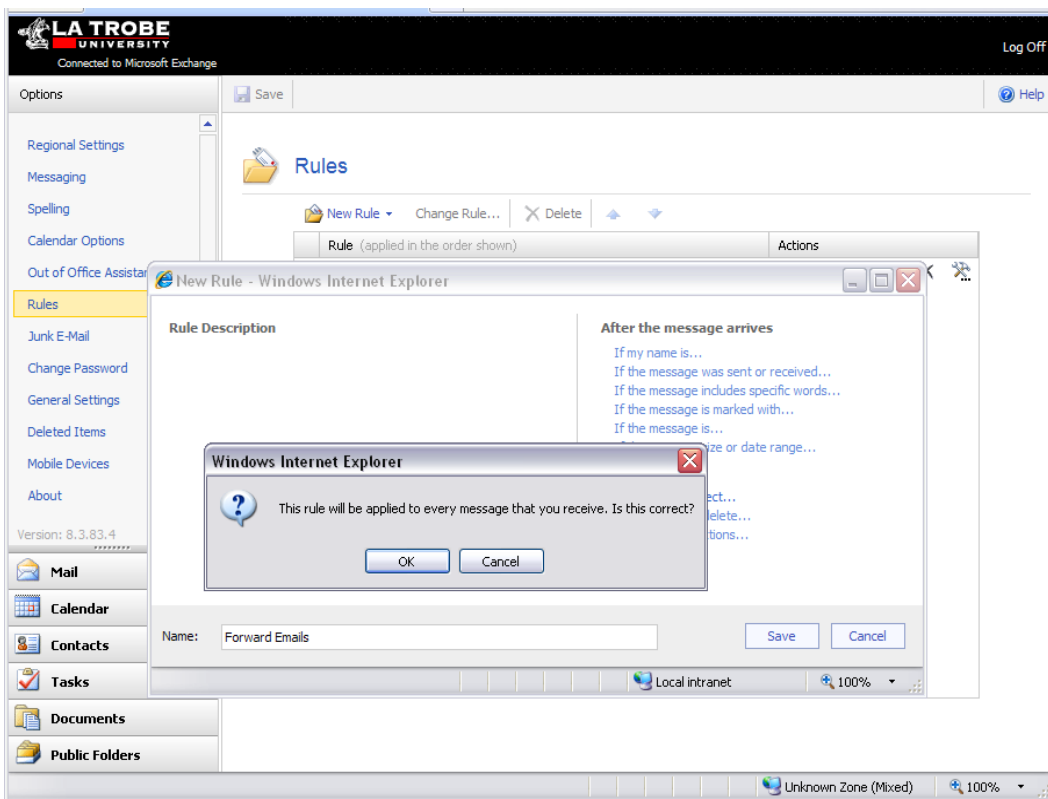 LA TROBE
UNIVERSITY
Connected to Microsoft Exchange
Log Off
Options
Save
Help
Regional Settings
Messaging
Spelling
Calendar Options
Out of Office Assistan
Rules
Junk E-Mail
Change Password
General Settings
Deleted Items
Mobile Devices
About
Version: 8.3.83.4
Mail
Calendar
Contacts
Tasks
Documents
Public Folders
Rules
New Rule
Change Rule...
Delete
Rule (applied in the order shown)
Actions
New Rule - Windows Internet Explorer
Rule Description
After the message arrives
If my name is...
If the message was sent or received...
If the message includes specific words...
If the message is marked with...
If the message is...
ize or date range...
ect...
elete...
tions...
Windows Internet Explorer
This rule will be applied to every message that you receive. Is this correct?
OK
Cancel
Name:
Forward Emails
Save
Cancel
Local intranet
100%
Unknown Zone (Mixed)
100%